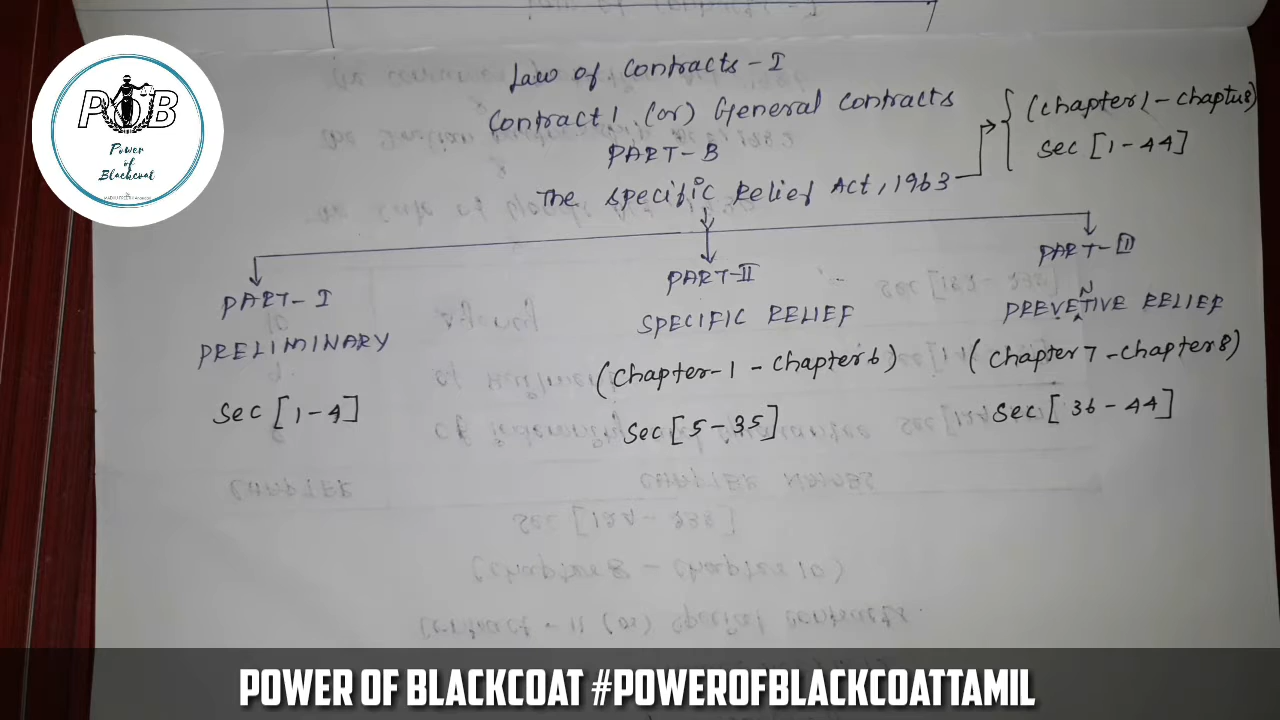 POB
Power
of
Blackcoat
Law of Contracts - I
Contract 1 (or) General Contracts
PART - B
The Specific Relief Act, 1963
(Chapter 1 - Chapter 8)
Sec [1-44]
PART - I
PRELIMINARY
Sec [1-4]
PART-II
SPECIFIC RELIEF
(Chapter-1 - Chapter 6)
Sec [5-35]
PART-III
PREVENTIVE RELIEF
(Chapter 7 - Chapter 8)
Sec [36-44]
POWER OF BLACKCOAT #POWEROFBLACKCOATTAMIL